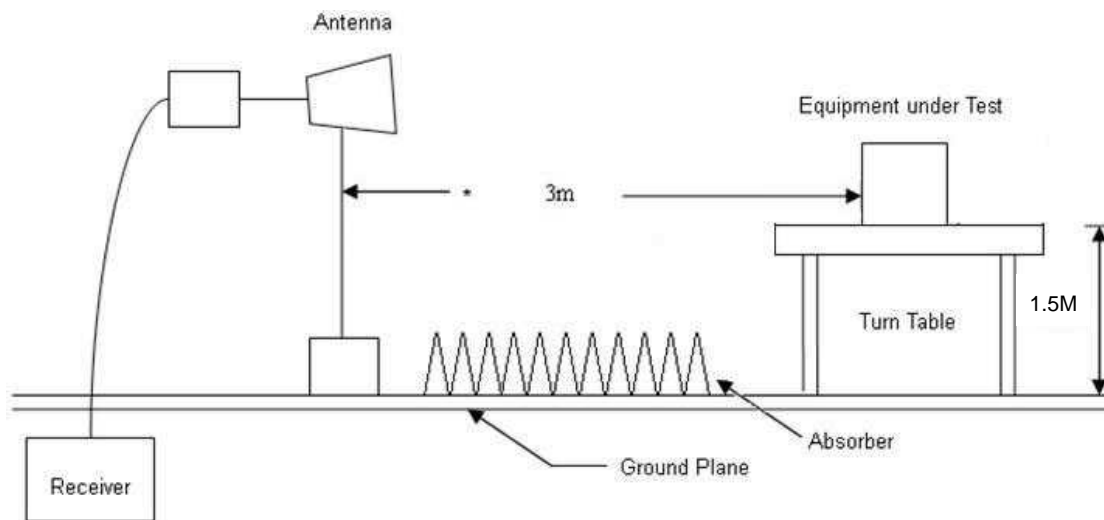 Antenna
Equipment under Test
* 3m
1.5M
Turn Table
Absorber
Ground Plane
Receiver